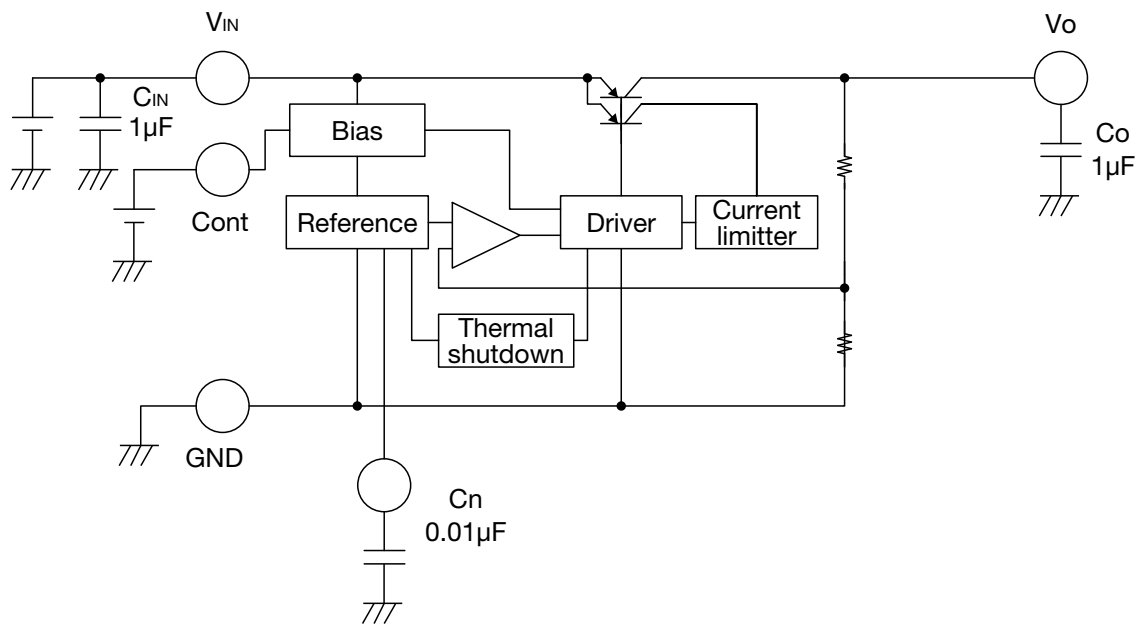 VIN
Vo
CIN
1µF
Bias
Co
1µF
Cont
Reference
Driver
Current
limitter
Thermal
shutdown
GND
Cn
0.01µF